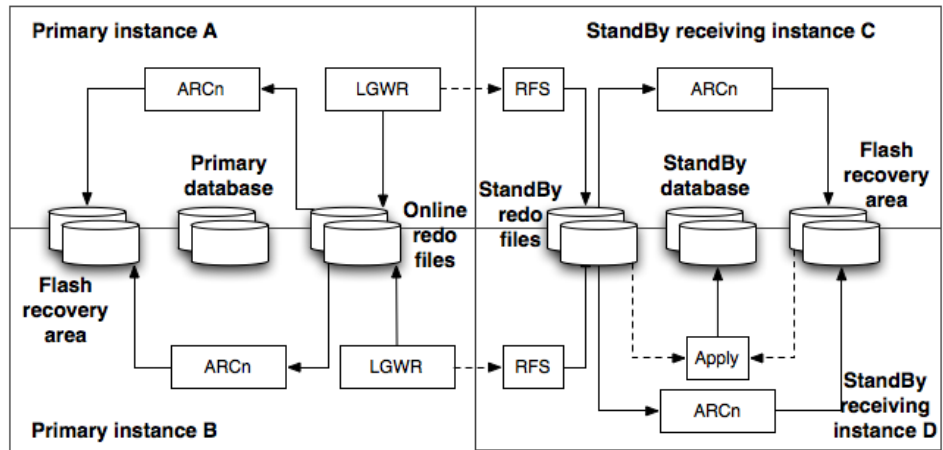 Primary instance A
StandBy receiving instance C
ARCn
LGWR
RFS
ARCn
Primary
database
Online
redo
files
StandBy
redo
files
StandBy
database
Flash
recovery
area
Flash
recovery
area
ARCn
LGWR
RFS
Apply
ARCn
StandBy
receiving
instance D
Primary instance B